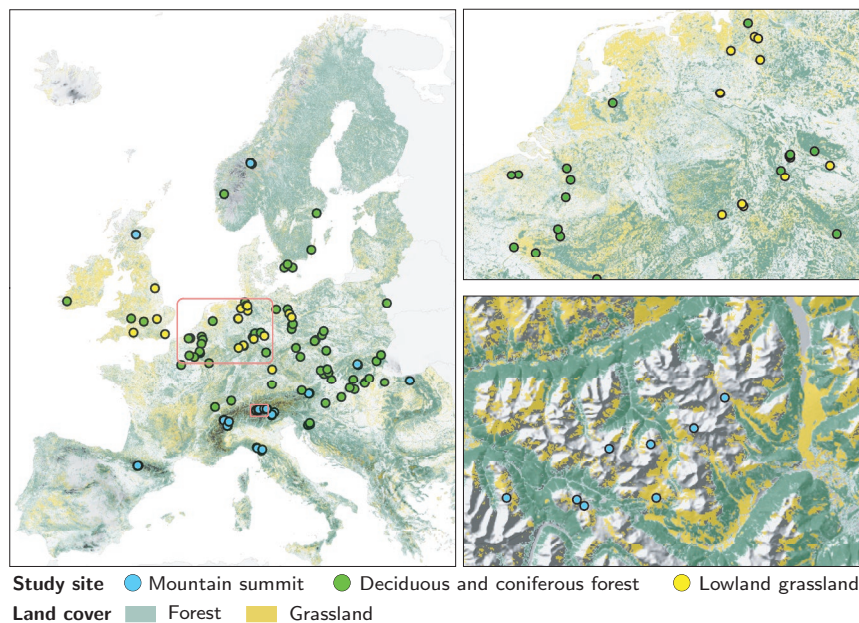 Study site Mountain summit Deciduous and coniferous forest Lowland grassland
Land cover Forest Grassland